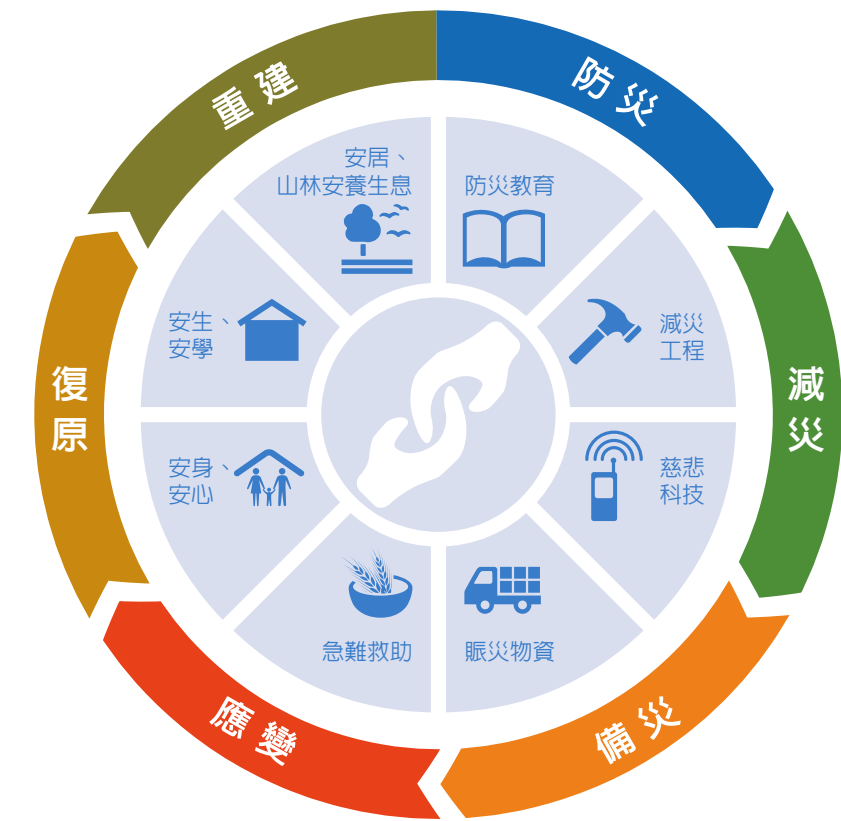 防災
減災
備災
應變
復原
重建
防災教育
減災
工程
慈悲
科技
賑災物資
急難救助
安身、
安心
安生、
安學
安居、
山林安養生息